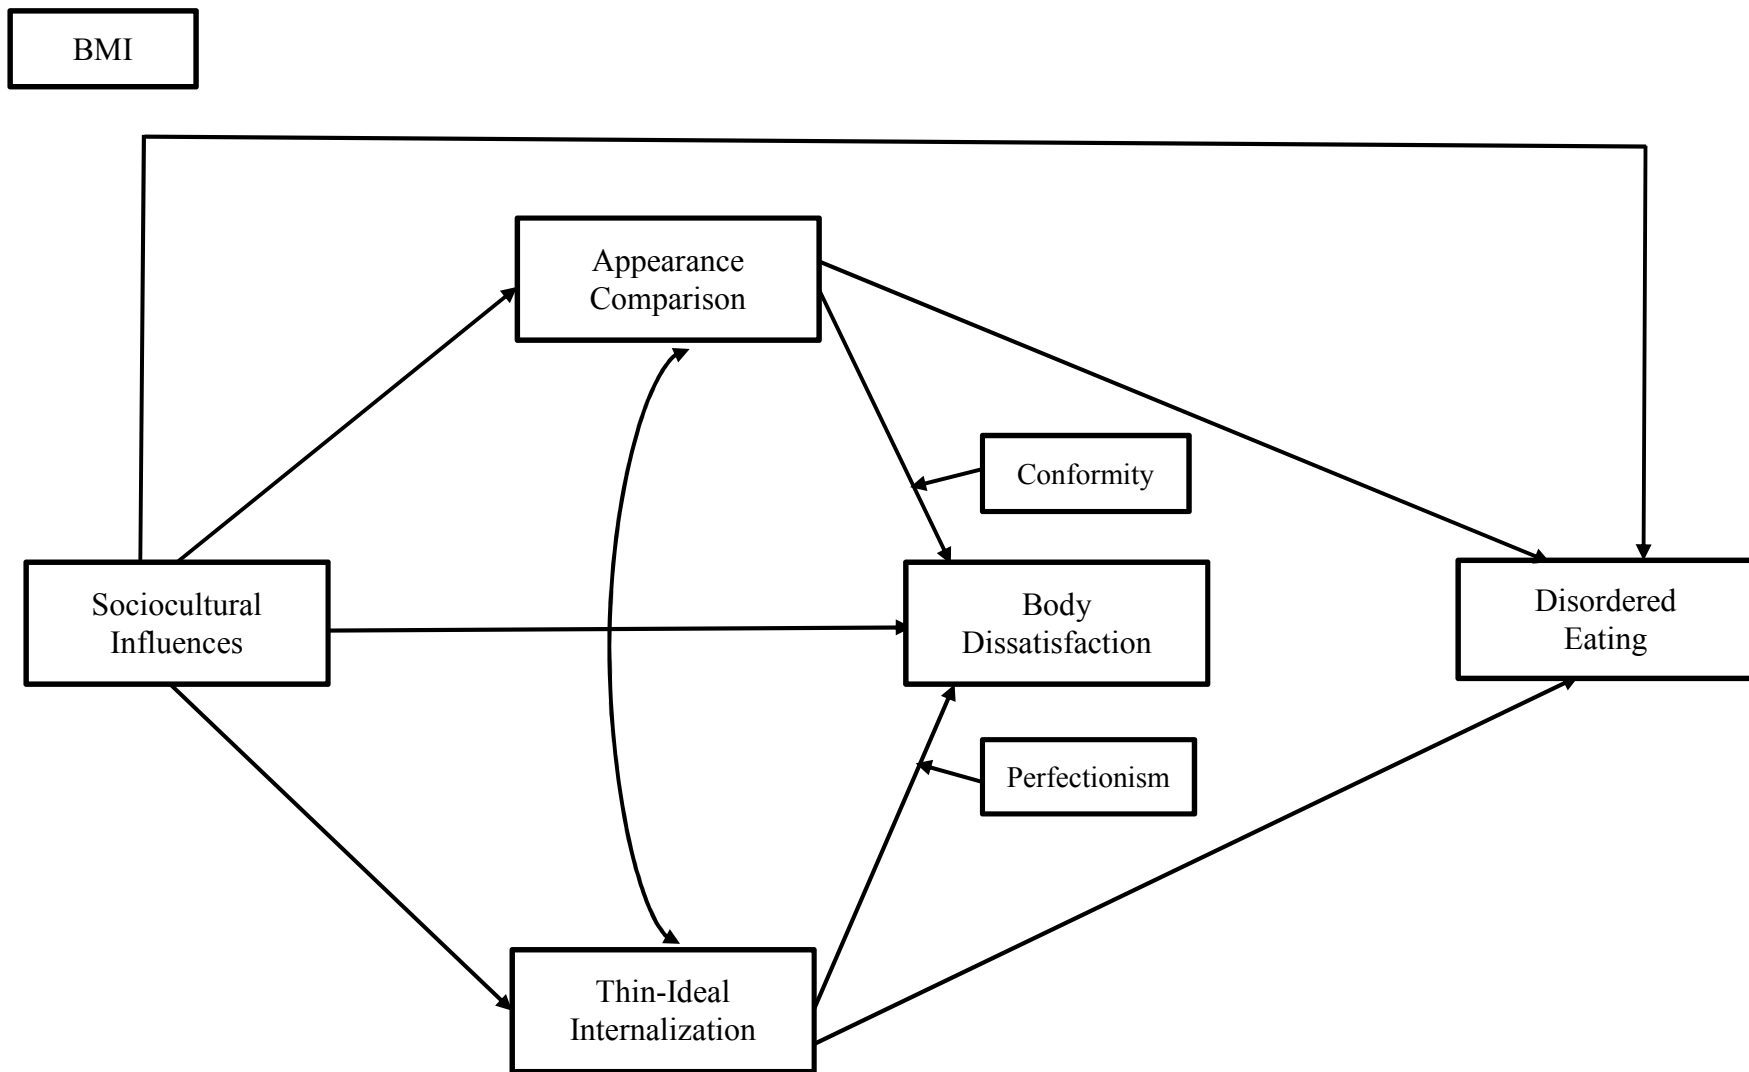 BMI
Appearance
Comparison
Conformity
Sociocultural
Influences
Body
Dissatisfaction
Disordered
Eating
Perfectionism
Thin-Ideal
Internalization